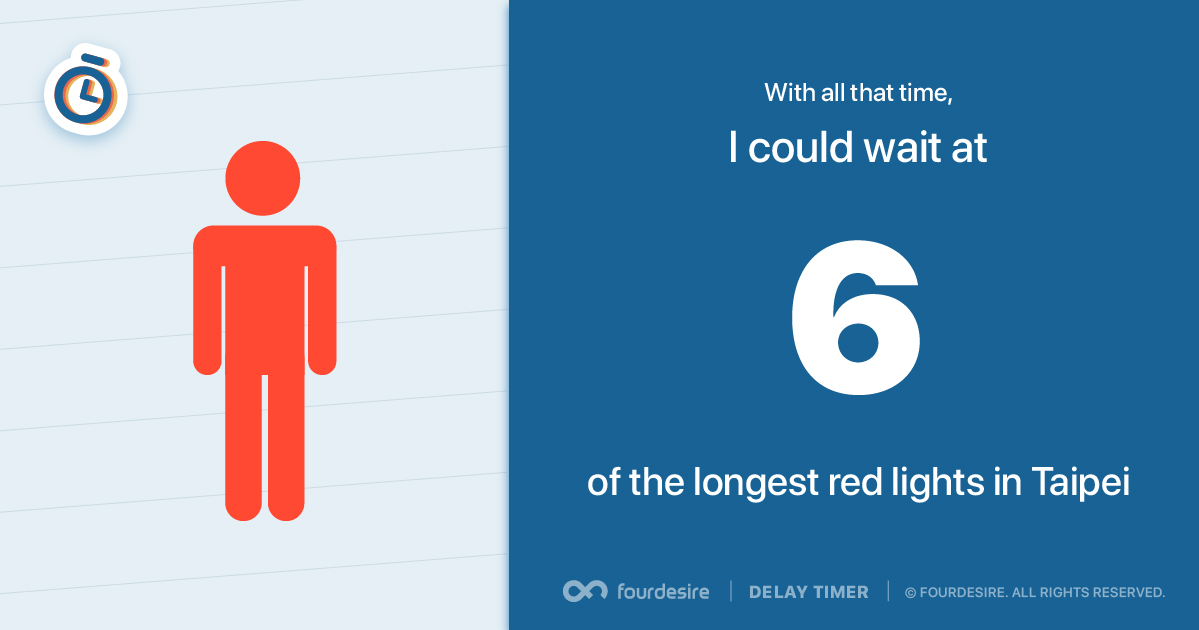 With all that time,
I could wait at
6
of the longest red lights in Taipei
fourdesire | DELAY TIMER | © FOURDESIRE. ALL RIGHTS RESERVED.